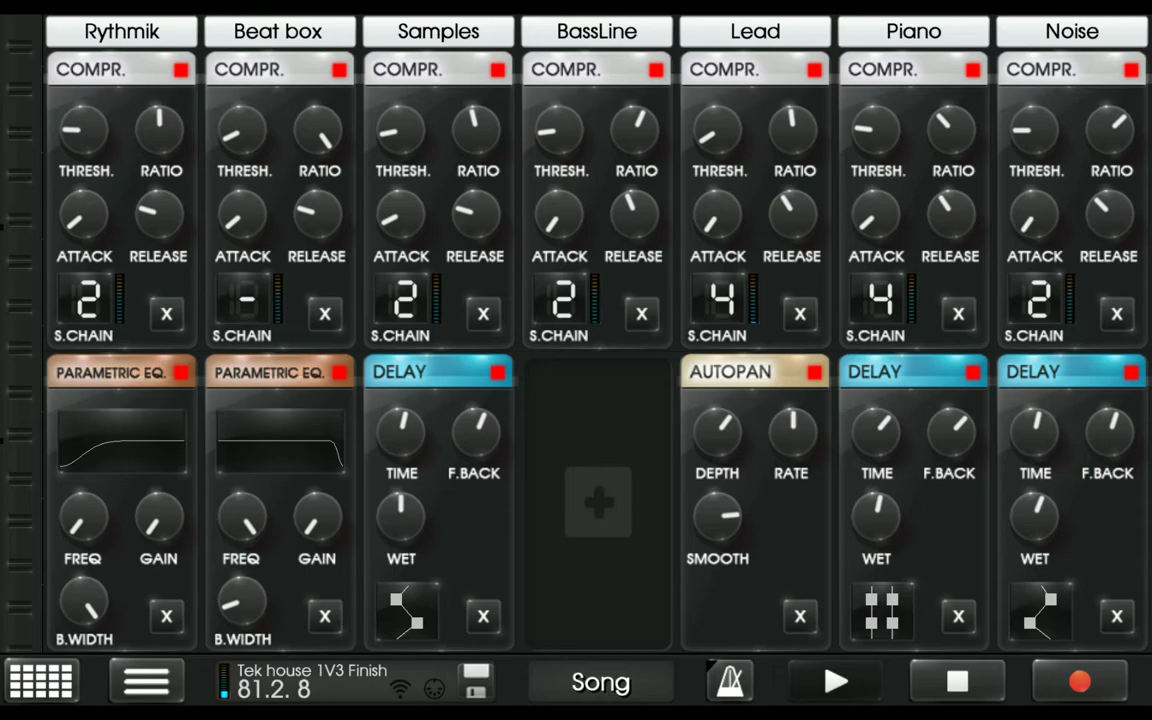 Rythmik Beat box Samples BassLine Lead Piano Noise
COMPR. COMPR. COMPR. COMPR. COMPR. COMPR. COMPR.
THRESH. RATIO THRESH. RATIO THRESH. RATIO THRESH. RATIO THRESH. RATIO THRESH. RATIO THRESH. RATIO
ATTACK RELEASE ATTACK RELEASE ATTACK RELEASE ATTACK RELEASE ATTACK RELEASE ATTACK RELEASE ATTACK RELEASE
2 X - X 2 X 2 X 4 X 4 X 2 X
S.CHAIN S.CHAIN S.CHAIN S.CHAIN S.CHAIN S.CHAIN S.CHAIN
PARAMETRIC EQ. PARAMETRIC EQ. DELAY AUTOPAN DELAY DELAY
TIME F.BACK DEPTH RATE TIME F.BACK TIME F.BACK
FREQ GAIN FREQ GAIN WET SMOOTH WET WET
X X X X X X
B.WIDTH B.WIDTH
Tek house 1V3 Finish
81.2. 8
Song